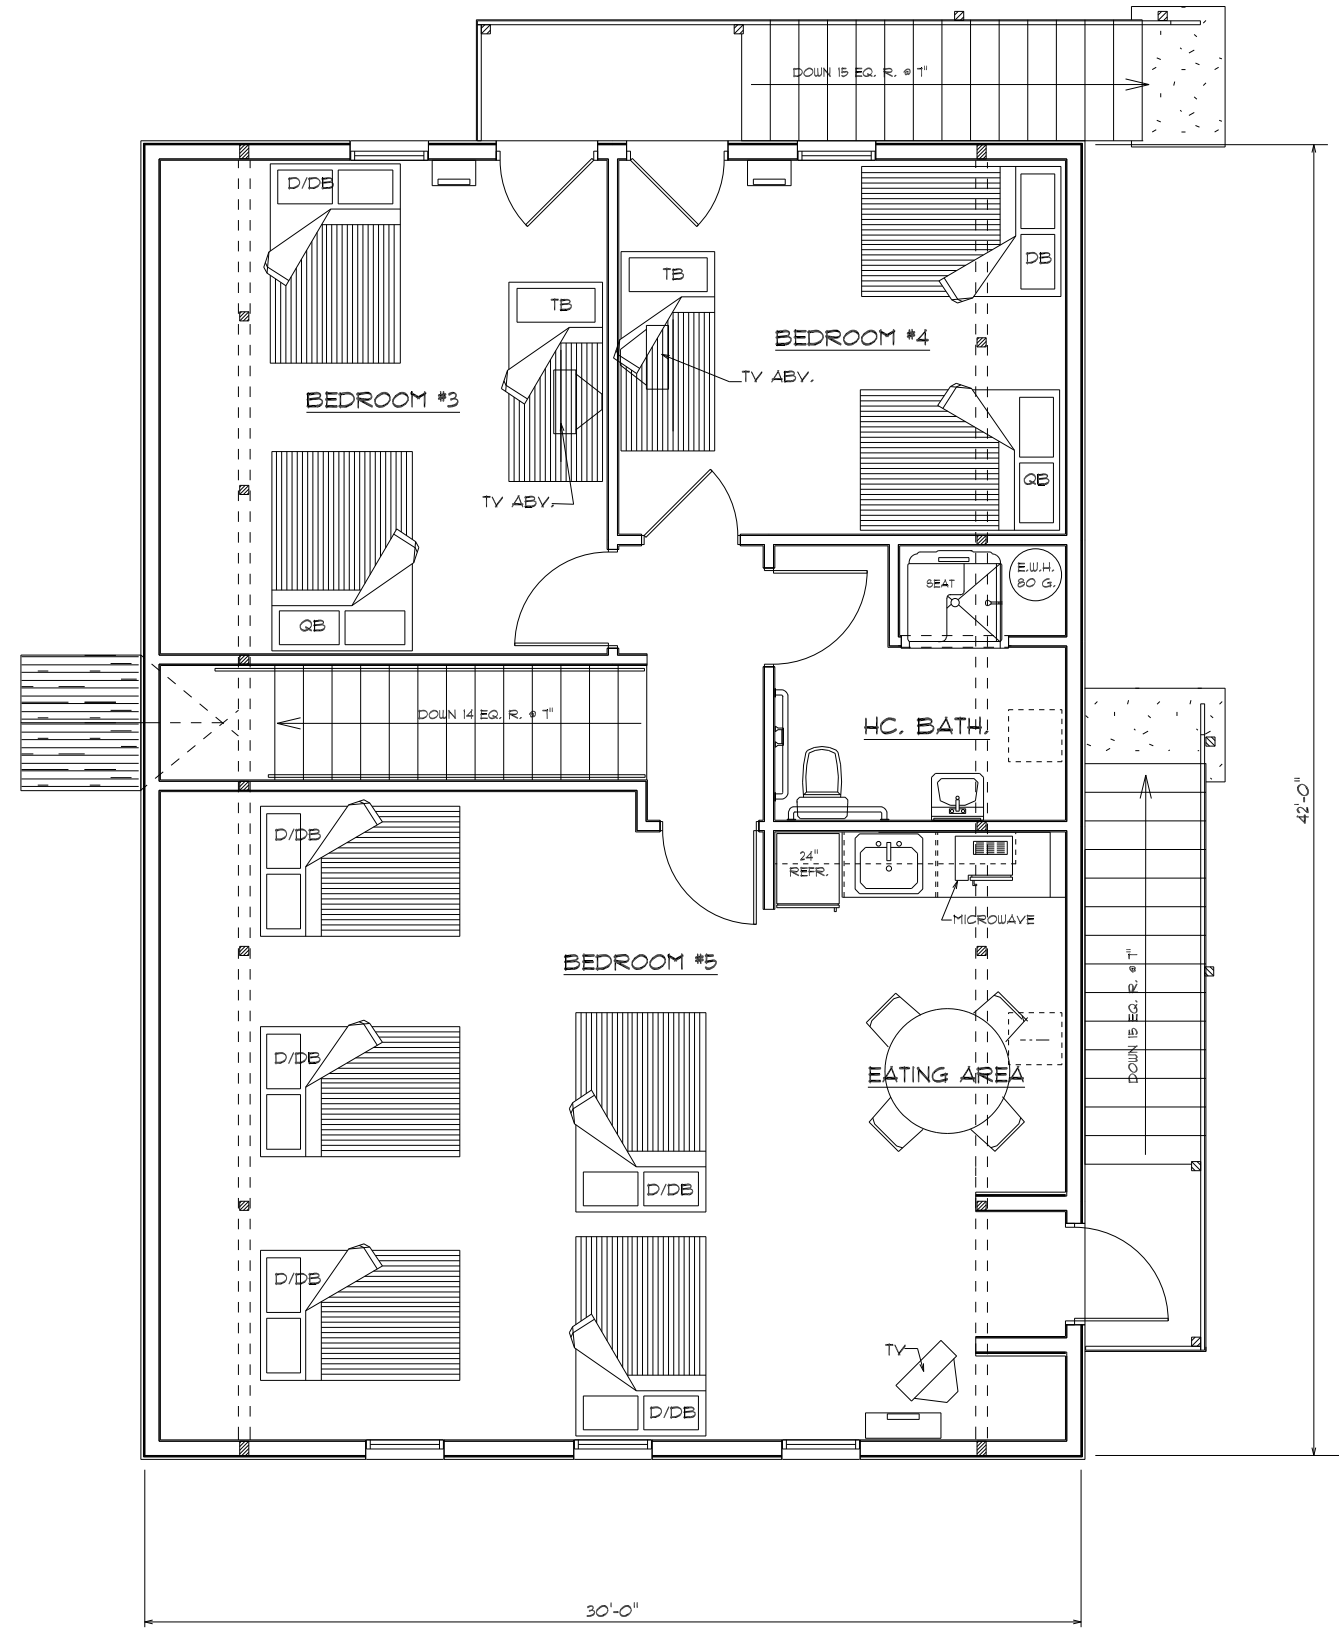 DOWN 15 EQ. R. @ 7"
D/DB
TB
DB
TB
BEDROOM #4
TV ABV.
BEDROOM #3
QB
TV ABV.
E.W.H.
80 G.
SEAT
QB
DOWN 14 EQ. R. @ 7"
HC. BATH.
42'-0"
D/DB
24"
REFR.
MICROWAVE
BEDROOM #5
DOWN 15 EQ. R. @ 7"
D/DB
EATING AREA
D/DB
D/DB
TV
D/DB
30'-0"